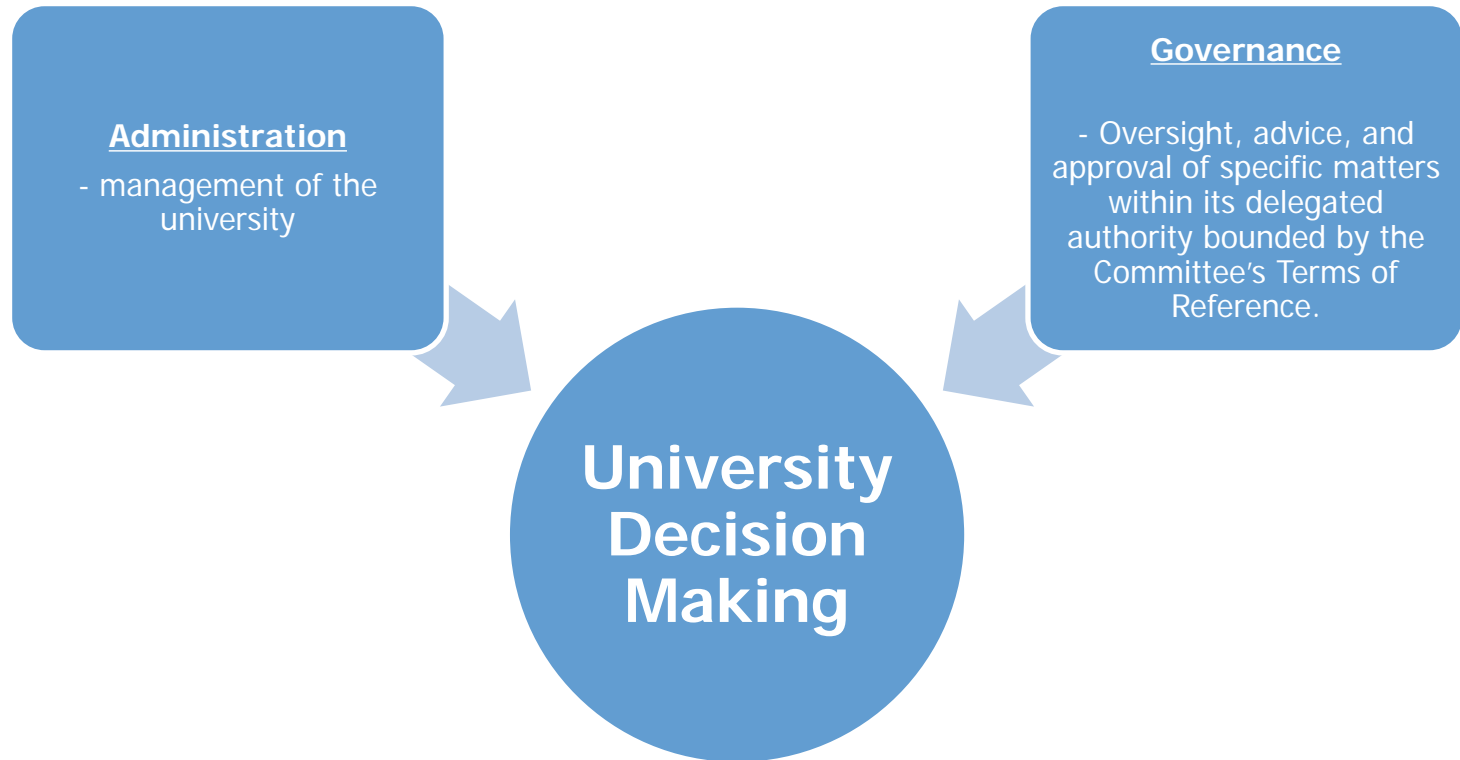 Administration
- management of the
university
Governance
- Oversight, advice, and
approval of specific matters
within its delegated
authority bounded by the
Committee’s Terms of
Reference.
University
Decision
Making